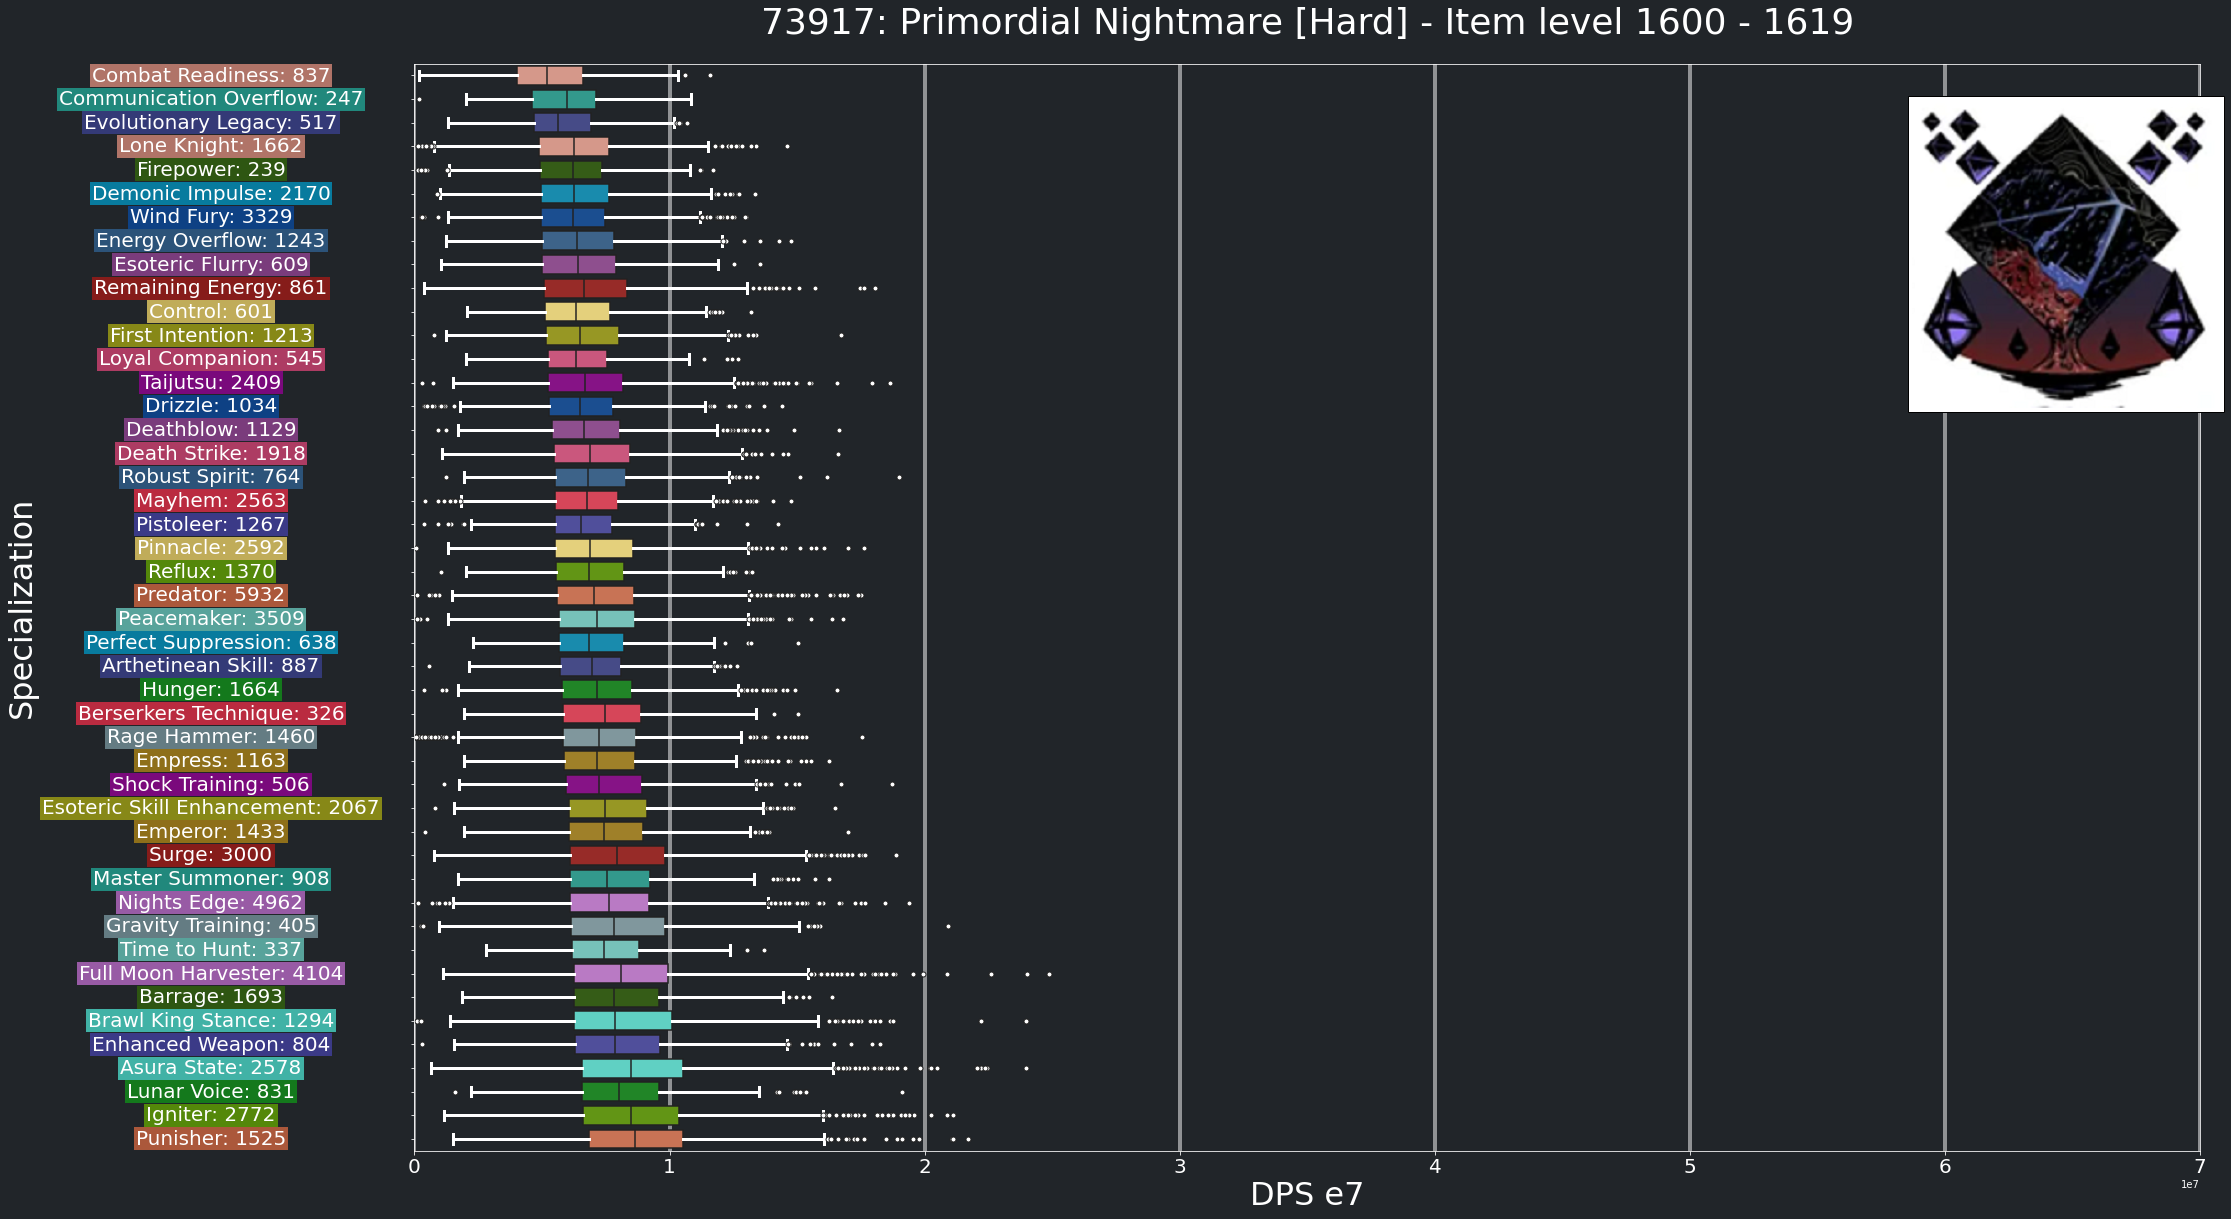 73917: Primordial Nightmare [Hard] - Item level 1600 - 1619
Combat Readiness: 837
Communication Overflow: 247
Evolutionary Legacy: 517
Lone Knight: 1662
Firepower: 239
Demonic Impulse: 2170
Wind Fury: 3329
Energy Overflow: 1243
Esoteric Flurry: 609
Remaining Energy: 861
Control: 601
First Intention: 1213
Loyal Companion: 545
Taijutsu: 2409
Drizzle: 1034
Deathblow: 1129
Death Strike: 1918
Robust Spirit: 764
Mayhem: 2563
Pistoleer: 1267
Pinnacle: 2592
Reflux: 1370
Predator: 5932
Peacemaker: 3509
Perfect Suppression: 638
Arthetinean Skill: 887
Hunger: 1664
Berserkers Technique: 326
Rage Hammer: 1460
Empress: 1163
Shock Training: 506
Esoteric Skill Enhancement: 2067
Emperor: 1433
Surge: 3000
Master Summoner: 908
Nights Edge: 4962
Gravity Training: 405
Time to Hunt: 337
Full Moon Harvester: 4104
Barrage: 1693
Brawl King Stance: 1294
Enhanced Weapon: 804
Asura State: 2578
Lunar Voice: 831
Igniter: 2772
Punisher: 1525
Specialization
0 1 2 3 4 5 6 7
1e7
DPS e7